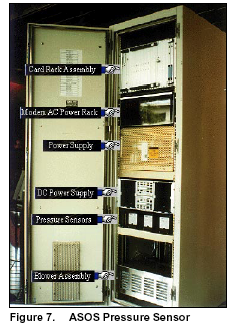 Card Rack Assembly
Modem AC Power Rack
Power Supply
DC Power Supply
Pressure Sensors
Blower Assembly
Figure 7. ASOS Pressure Sensor